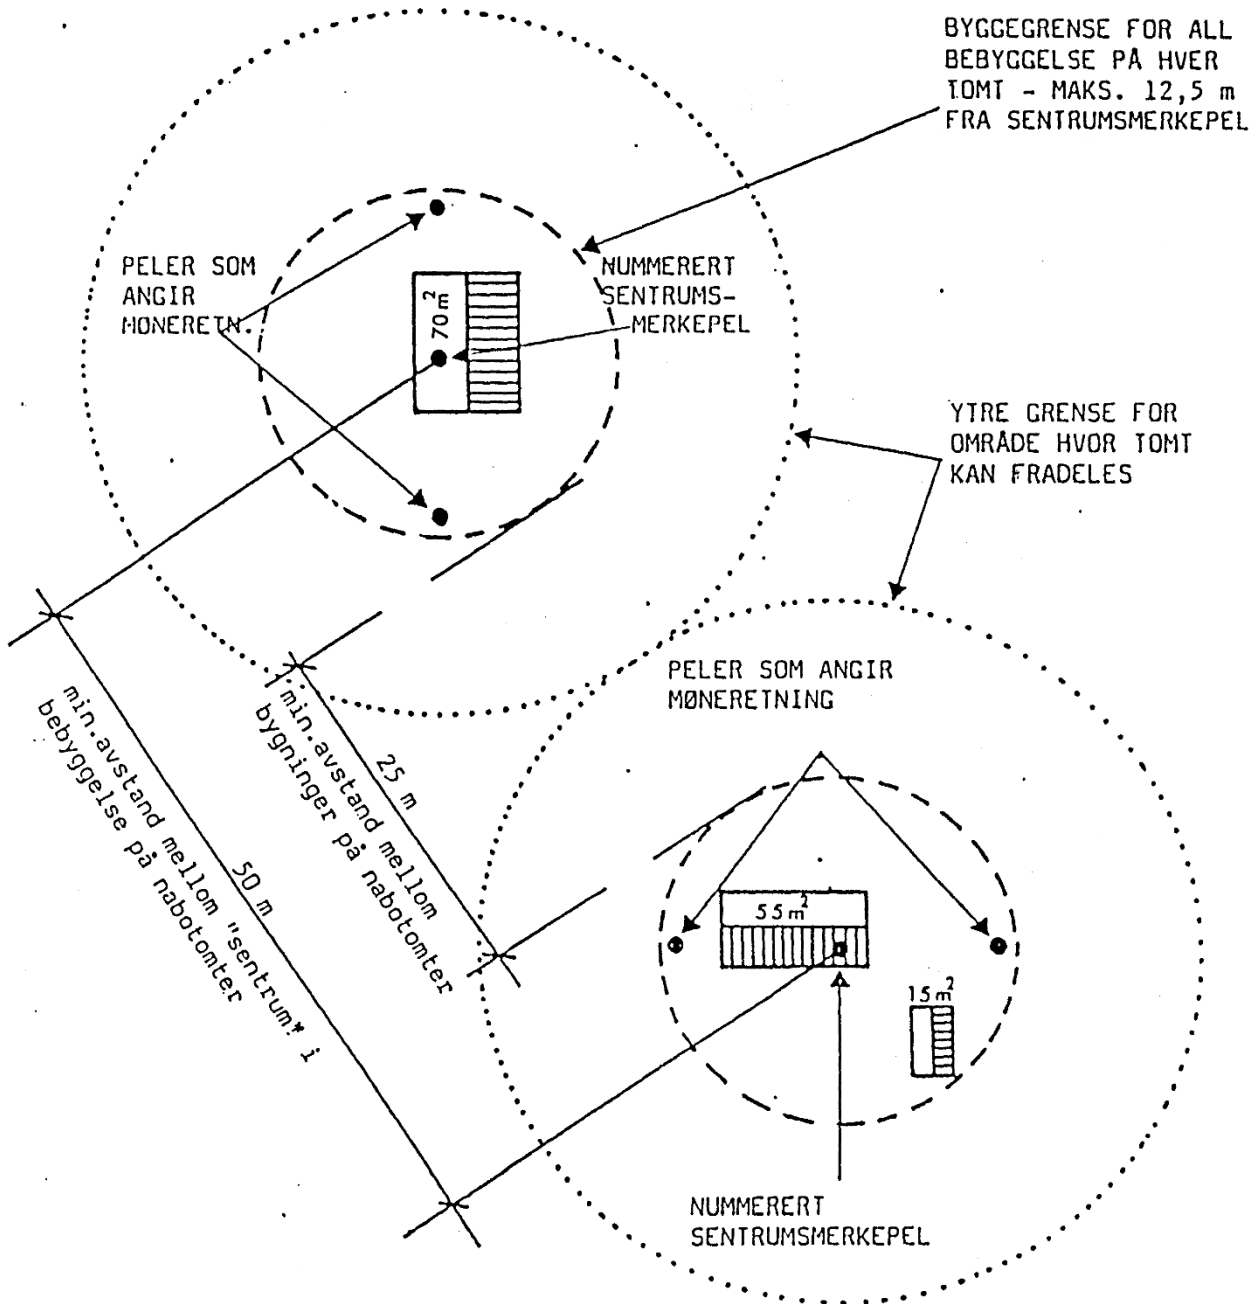 BYGGEGRENSE FOR ALL
BEBYGGELSE PÅ HVER
TOMT - MAKS. 12,5 m
FRA SENTRUMSMERKEPEL
PELER SOM
ANGIR
MØNERETN.
70 m²
NUMMERERT
SENTRUMS-
MERKEPEL
YTRE GRENSE FOR
OMRÅDE HVOR TOMT
KAN FRADELES
PELER SOM ANGIR
MØNERETNING
25 m
min.avstand mellom
bygninger på nabotomter
50 m
min.avstand mellom "sentrum" i
bebyggelse på nabotomter
55 m²
15 m²
NUMMERERT
SENTRUMSMERKEPEL